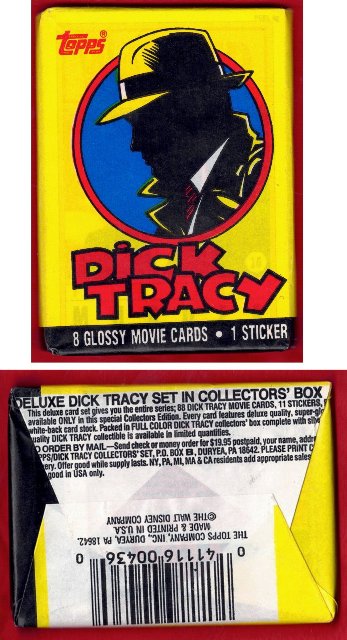 Topps®
DICK
TRACY
8 GLOSSY MOVIE CARDS • 1 STICKER
DELUXE DICK TRACY SET IN COLLECTORS' BOX
This deluxe card set gives you the entire series; 88 DICK TRACY MOVIE CARDS, 11 STICKERS,
available ONLY in this special Collectors Edition. Every card features deluxe quality, super-gl
white-back card stock. Packed in FULL COLOR DICK TRACY collectors' box complete with
uality DICK TRACY collectible is available in limited quantities.
O ORDER BY MAIL—Send check or money order for $19.95 postpaid, your name, addr
PPS/DICK TRACY COLLECTORS' SET, P.O. BOX B, DURYEA, PA 18642. PLEASE PRINT C
ery. Offer good while supply lasts. NY, PA, MI, MA & CA residents add appropriate sales
good in USA only.
THE TOPPS COMPANY, INC., DURYEA, PA 18642.
MADE & PRINTED IN U.S.A.
©THE WALT DISNEY COMPANY
0 41116 00436 0